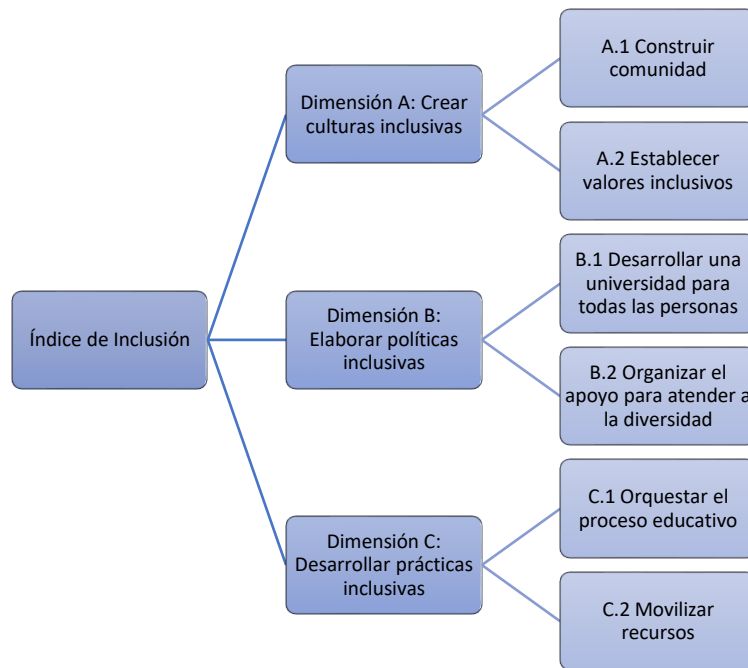 Índice de Inclusión
Dimensión A: Crear
culturas inclusivas
A.1 Construir
comunidad
A.2 Establecer
valores inclusivos
Dimensión B:
Elaborar políticas
inclusivas
B.1 Desarrollar una
universidad para
todas las personas
B.2 Organizar el
apoyo para atender a
la diversidad
Dimensión C:
Desarrollar prácticas
inclusivas
C.1 Orquestar el
proceso educativo
C.2 Movilizar
recursos